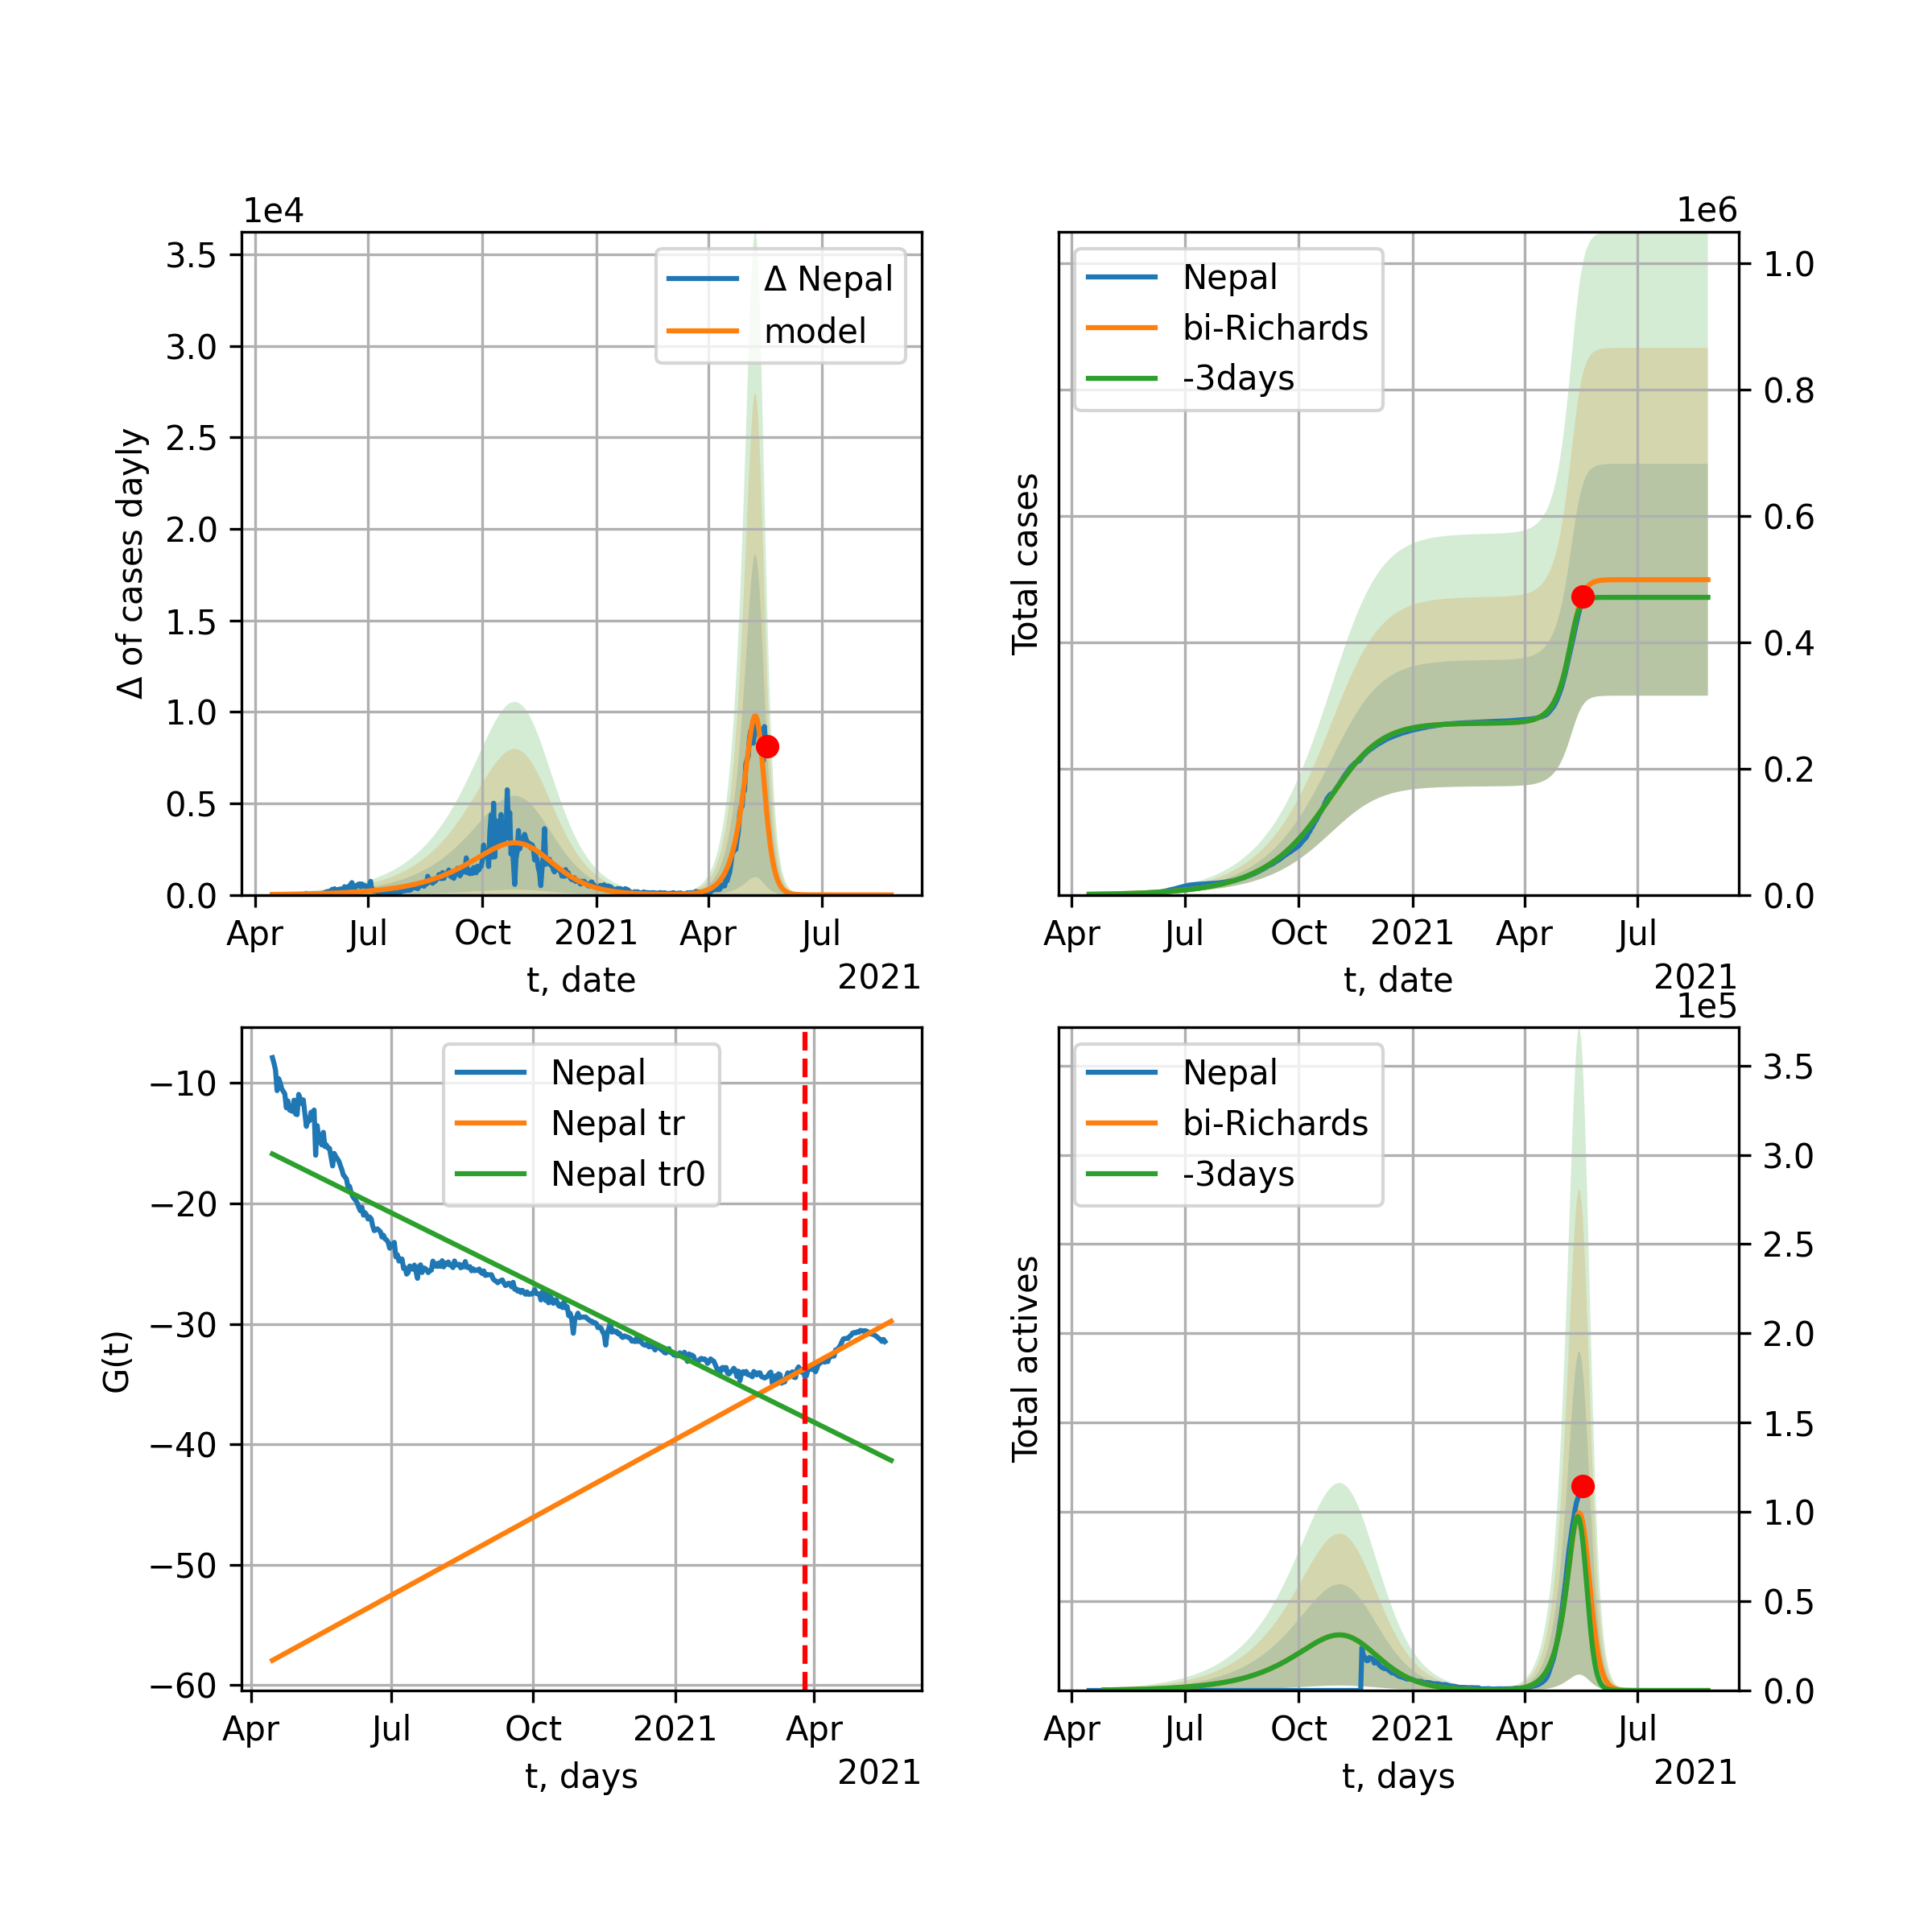 1e4
3.5
3.0
2.5
2.0
1.5
1.0
0.5
0.0
Δ of cases dayly
Δ Nepal
model
Apr Jul Oct 2021 Apr Jul
t, date
2021
1e6
Nepal
bi-Richards
-3days
Total cases
1.0
0.8
0.6
0.4
0.2
0.0
Apr Jul Oct 2021 Apr Jul
t, date
2021
−10
−20
−30
−40
−50
−60
G(t)
Nepal
Nepal tr
Nepal tr0
Apr Jul Oct 2021 Apr
t, days
2021
1e5
Nepal
bi-Richards
-3days
Total actives
3.5
3.0
2.5
2.0
1.5
1.0
0.5
0.0
Apr Jul Oct 2021 Apr Jul
t, days
2021